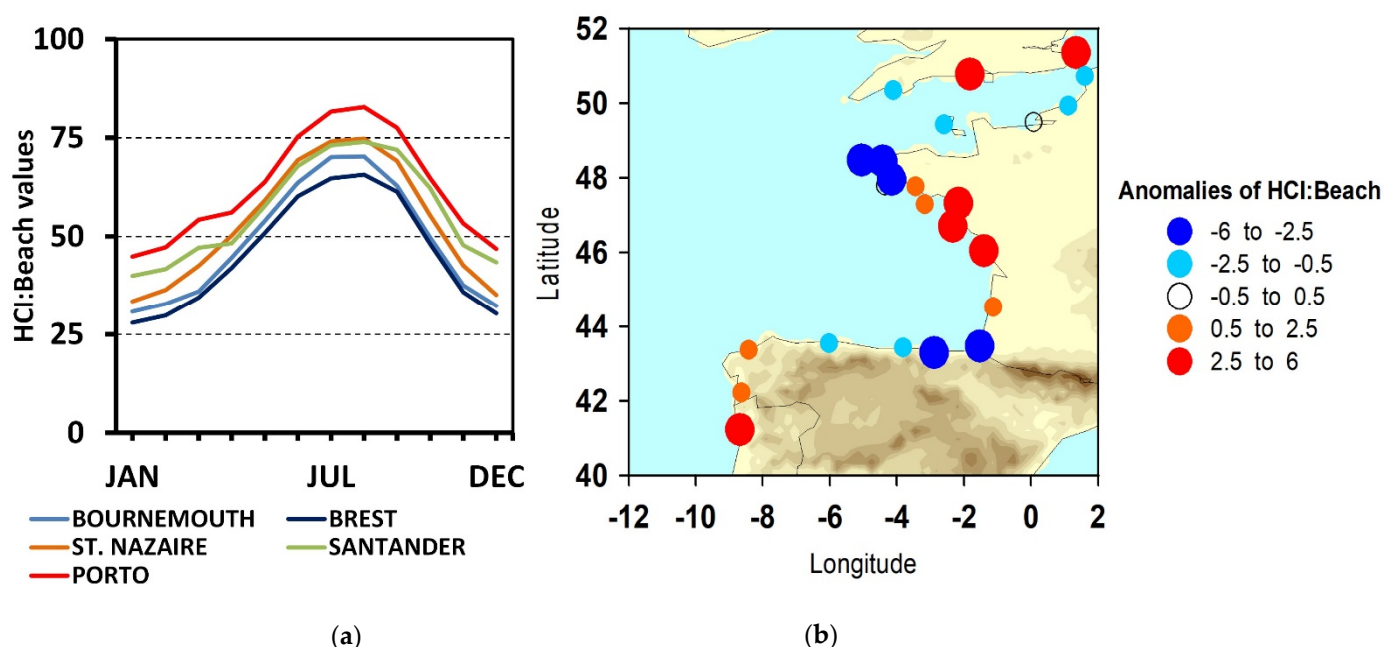 100
75
50
25
0
HCI:Beach values
JAN JUL DEC
BOURNEMOUTH BREST
ST. NAZAIRE SANTANDER
PORTO
(a)
52
50
48
46
44
42
40
Latitude
-12 -10 -8 -6 -4 -2 0 2
Longitude
(b)
Anomalies of HCI:Beach
-6 to -2.5
-2.5 to -0.5
-0.5 to 0.5
0.5 to 2.5
2.5 to 6